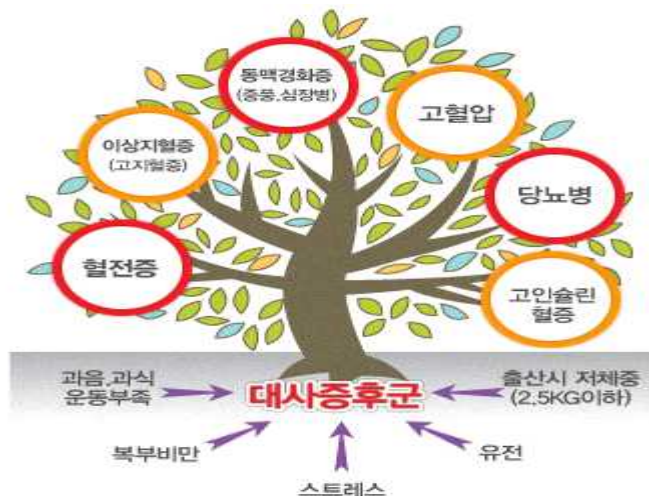 동맥경화증
(중풍,심장병)
고혈압
이상지혈증
(고지혈증)
당뇨병
혈전증
고인슐린
혈증
과음,과식
운동부족
대사증후군
출산시 저체중
(2.5KG이하)
복부비만
유전
스트레스